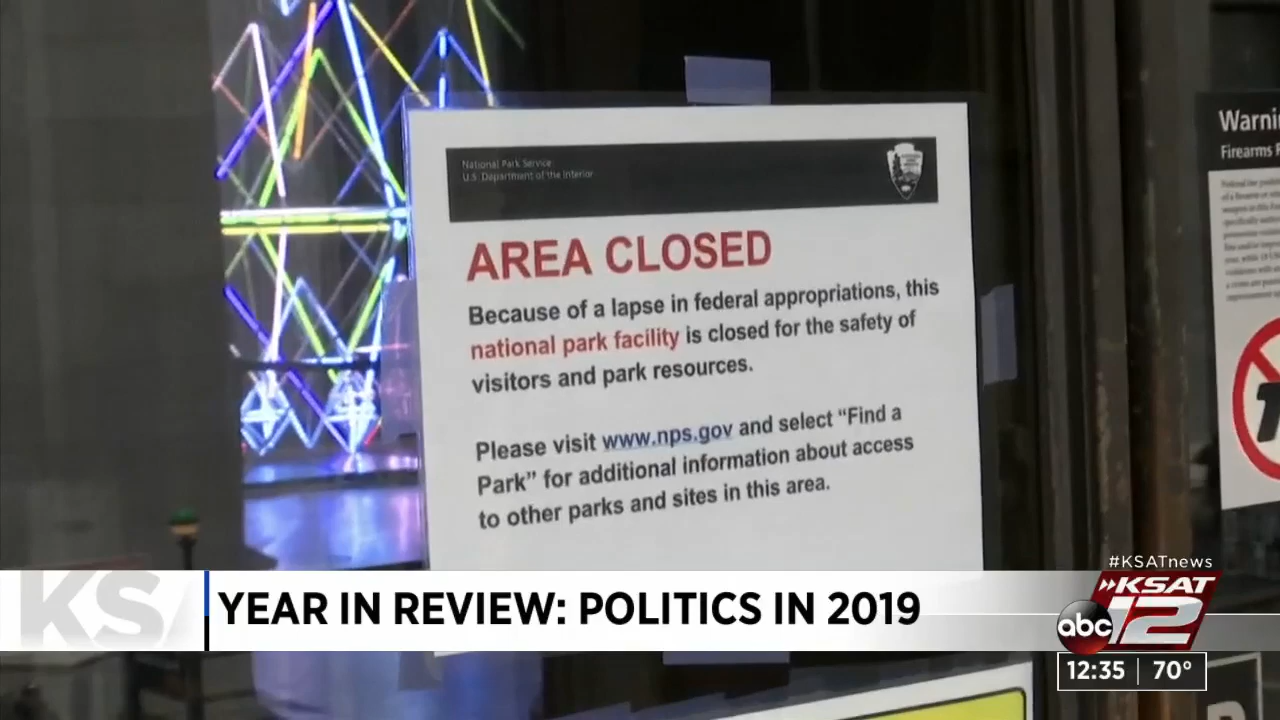 National Park Service
U.S. Department of the Interior
AREA CLOSED
Because of a lapse in federal appropriations, this
national park facility is closed for the safety of
visitors and park resources.
Please visit www.nps.gov and select “Find a
Park” for additional information about access
to other parks and sites in this area.
Firearms
#KSATnews
KS
YEAR IN REVIEW: POLITICS IN 2019
KSAT
12
abc
12:35 70°